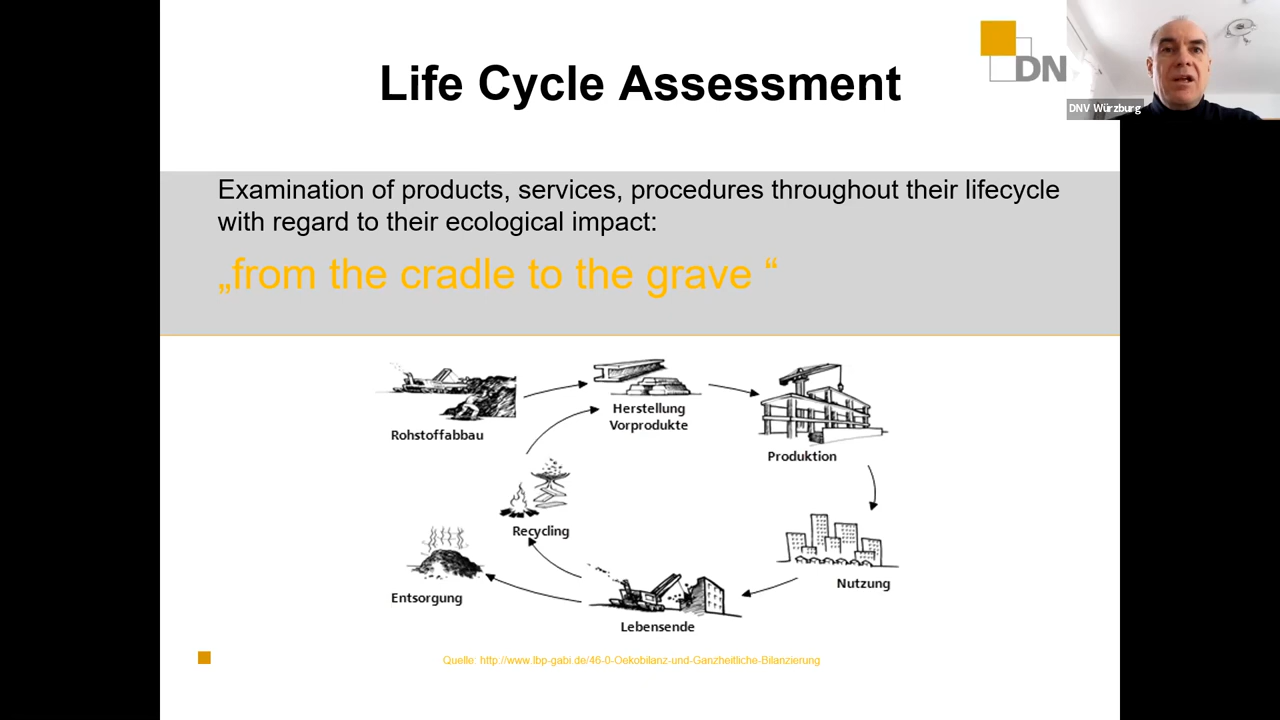 Life Cycle Assessment
DN
DNV Würzburg
Examination of products, services, procedures throughout their lifecycle
with regard to their ecological impact:
„from the cradle to the grave “
Rohstoffabbau
Herstellung
Vorprodukte
Produktion
Recycling
Nutzung
Entsorgung
Lebensende
Quelle: http://www.lbp-gabi.de/46-0-Oekobilanz-und-Ganzheitliche-Bilanzierung